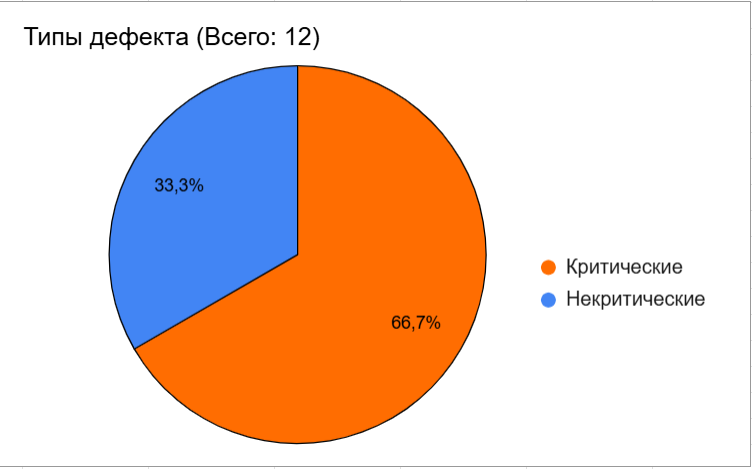 Типы дефекта (Всего: 12)
33,3%
Критические
Некритические
66,7%